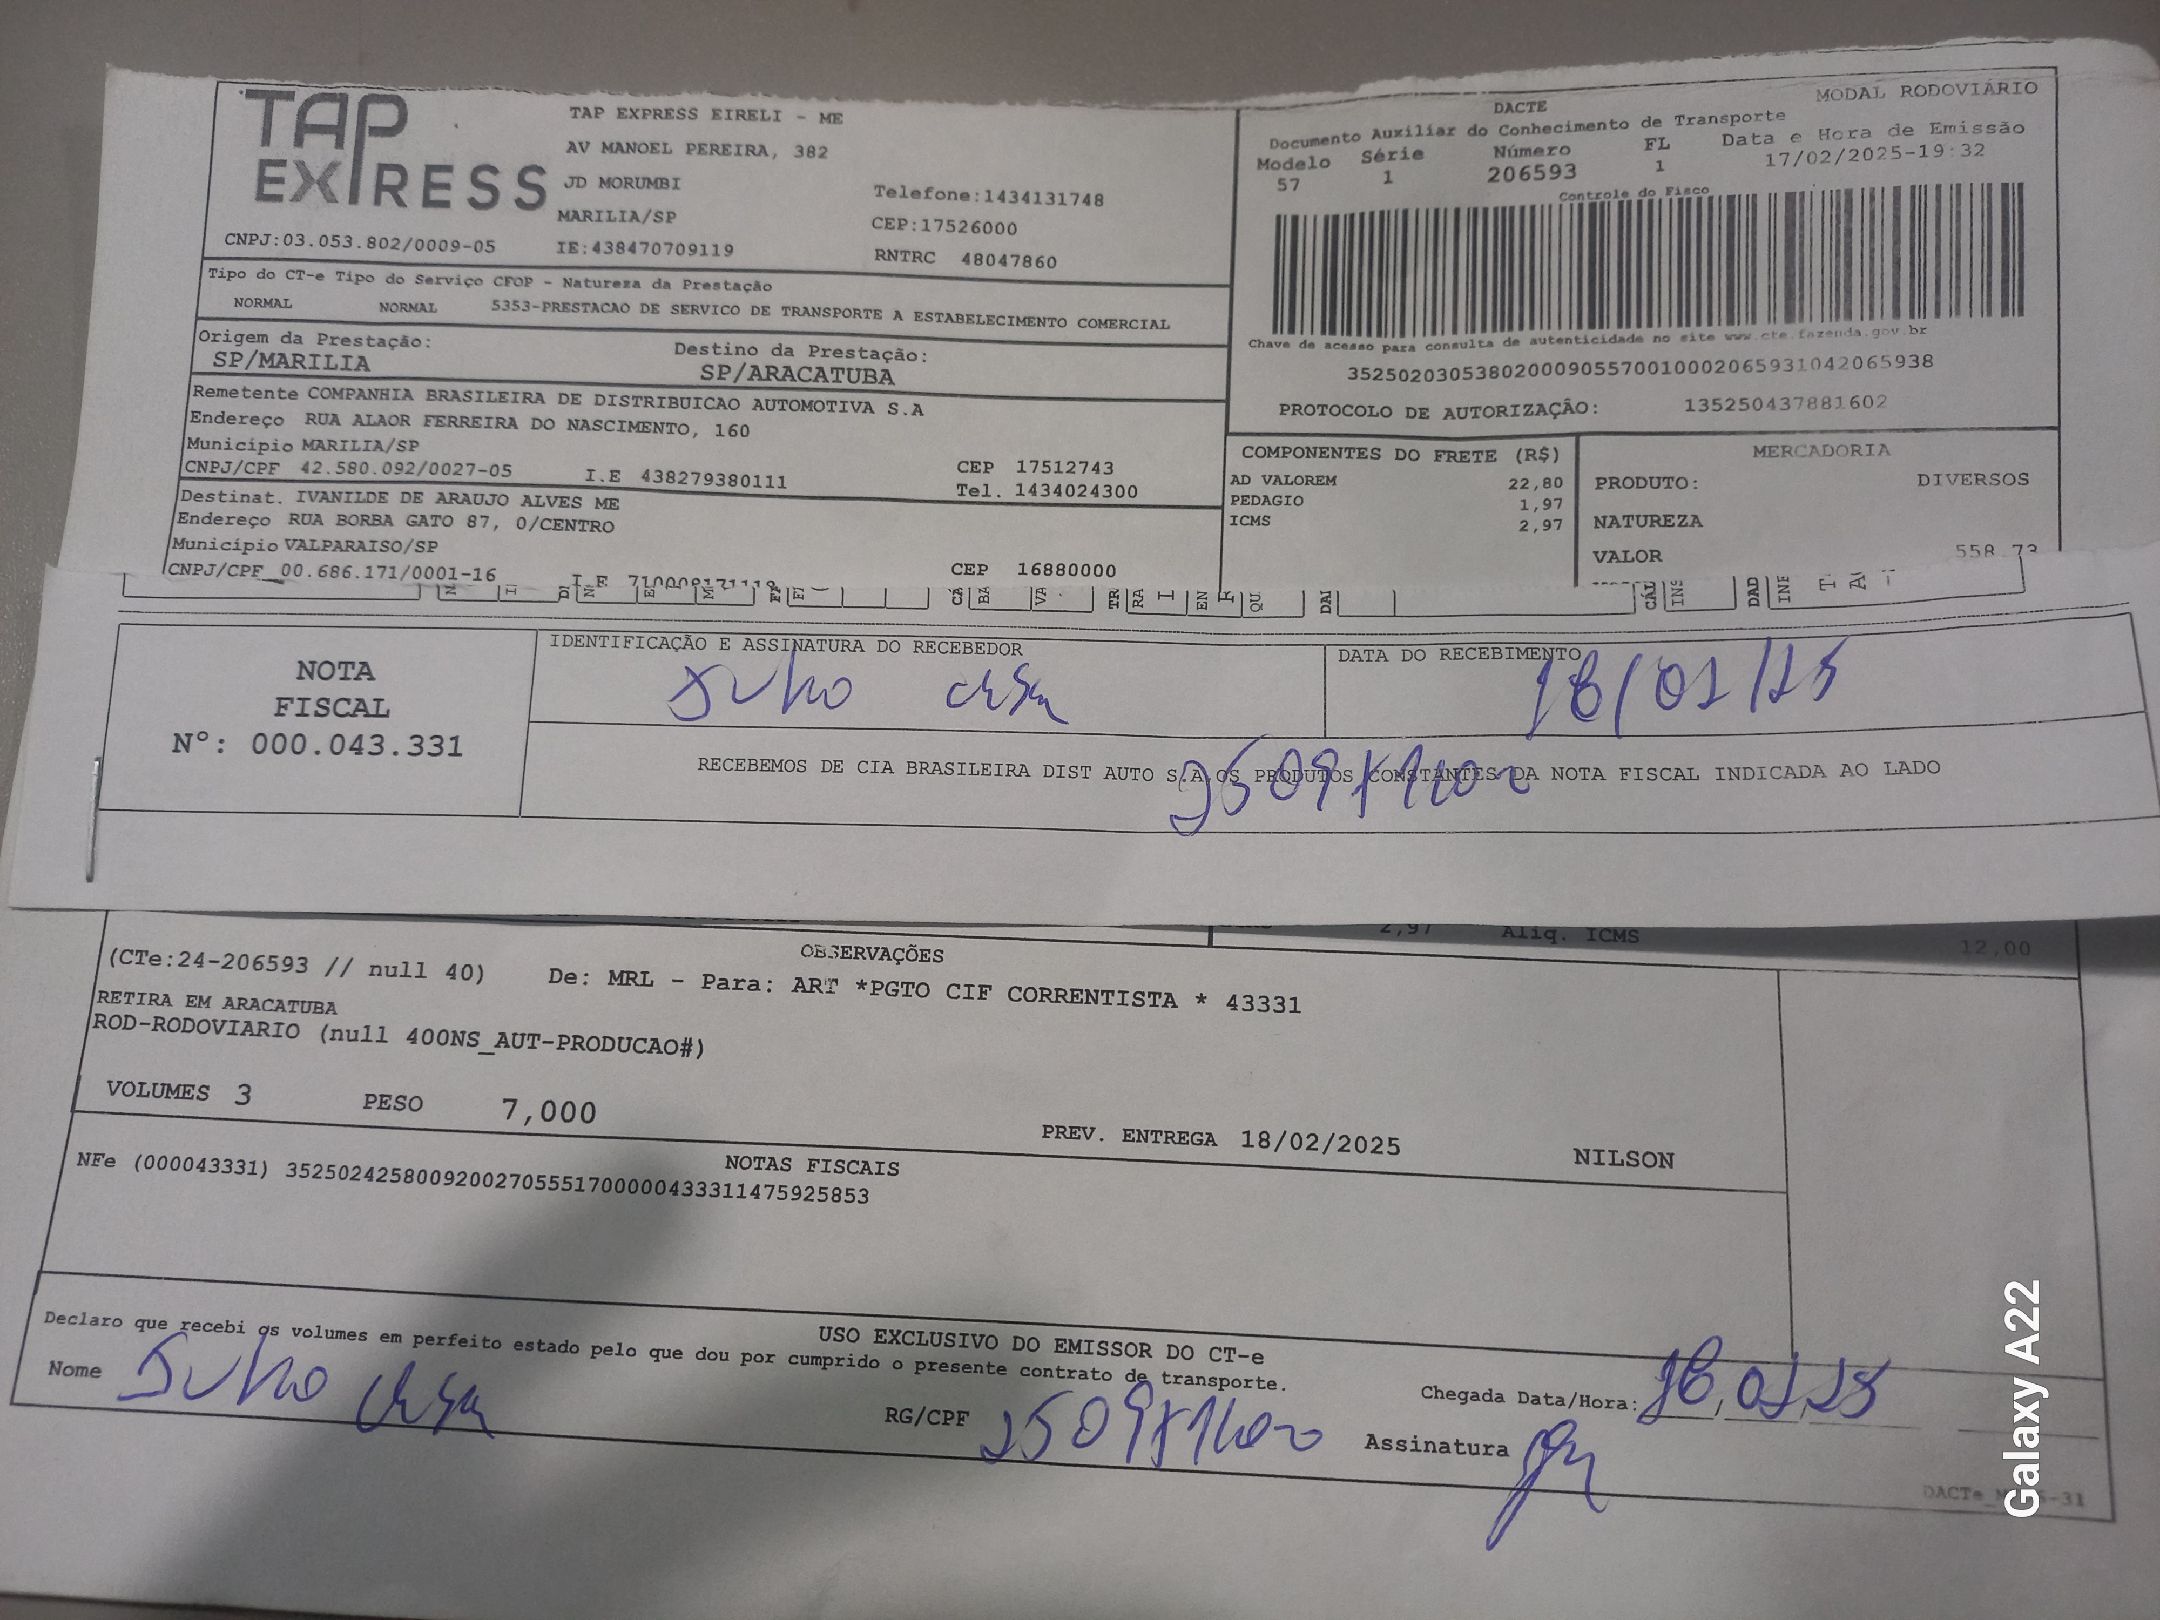 TAP
EXPRESS
TAP EXPRESS EIRELI - ME
AV MANOEL PEREIRA, 382
JD MORUMBI
MARILIA/SP
Telefone:1434131748
CEP:17526000
CNPJ:03.053.802/0009-05
IE:438470709119
RNTRC 48047860
Tipo do CT-e Tipo do Serviço CFOP - Natureza da Prestação
NORMAL NORMAL 5353-PRESTACAO DE SERVICO DE TRANSPORTE A ESTABELECIMENTO COMERCIAL
Origem da Prestação: Destino da Prestação:
SP/MARILIA SP/ARACATUBA
Remetente COMPANHIA BRASILEIRA DE DISTRIBUICAO AUTOMOTIVA S.A
Endereço RUA ALAOR FERREIRA DO NASCIMENTO, 160
Município MARILIA/SP
CNPJ/CPF 42.580.092/0027-05 I.E 438279380111
CEP 17512743
Tel. 1434024300
Destinat. IVANILDE DE ARAUJO ALVES ME
Endereço RUA BORBA GATO 87, 0/CENTRO
Município VALPARAISO/SP
CNPJ/CPF 00.686.171/0001-16 I.E
CEP 16880000
MODAL RODOVIÁRIO
DACTE
Documento Auxiliar do Conhecimento de Transporte
Modelo Série Número FL Data e Hora de Emissão
57 1 206593 1 17/02/2025-19:32
Controle do Fisco
Chave de acesso para consulta de autenticidade no site www.cte.fazenda.gov.br
35250203053802000905570010002065931042065938
PROTOCOLO DE AUTORIZAÇÃO: 135250437881602
COMPONENTES DO FRETE (R$)
AD VALOREM 22,80
PEDAGIO 1,97
ICMS 2,97
MERCADORIA
PRODUTO: DIVERSOS
NATUREZA
VALOR 558,73
NOTA
FISCAL
Nº: 000.043.331
IDENTIFICAÇÃO E ASSINATURA DO RECEBEDOR
Julho
DATA DO RECEBIMENTO
18/02/25
RECEBEMOS DE CIA BRASILEIRA DIST AUTO S.A.OS PRODUTOS CONSTANTES DA NOTA FISCAL INDICADA AO LADO
2,97 Aliq. ICMS 12,00
OBSERVAÇÕES
(CTe:24-206593 // null 40) De: MRL - Para: ART *PGTO CIF CORRENTISTA * 43331
RETIRA EM ARACATUBA
ROD-RODOVIARIO (null 400NS_AUT-PRODUCAO#)
VOLUMES 3 PESO 7,000
PREV. ENTREGA 18/02/2025 NILSON
NOTAS FISCAIS
NFe (000043331) 35250242580092002705551700000433311475925853
USO EXCLUSIVO DO EMISSOR DO CT-e
Declaro que recebi os volumes em perfeito estado pelo que dou por cumprido o presente contrato de transporte.
Nome Julho
RG/CPF
Chegada Data/Hora: 18,02,25
Assinatura
Galaxy A22